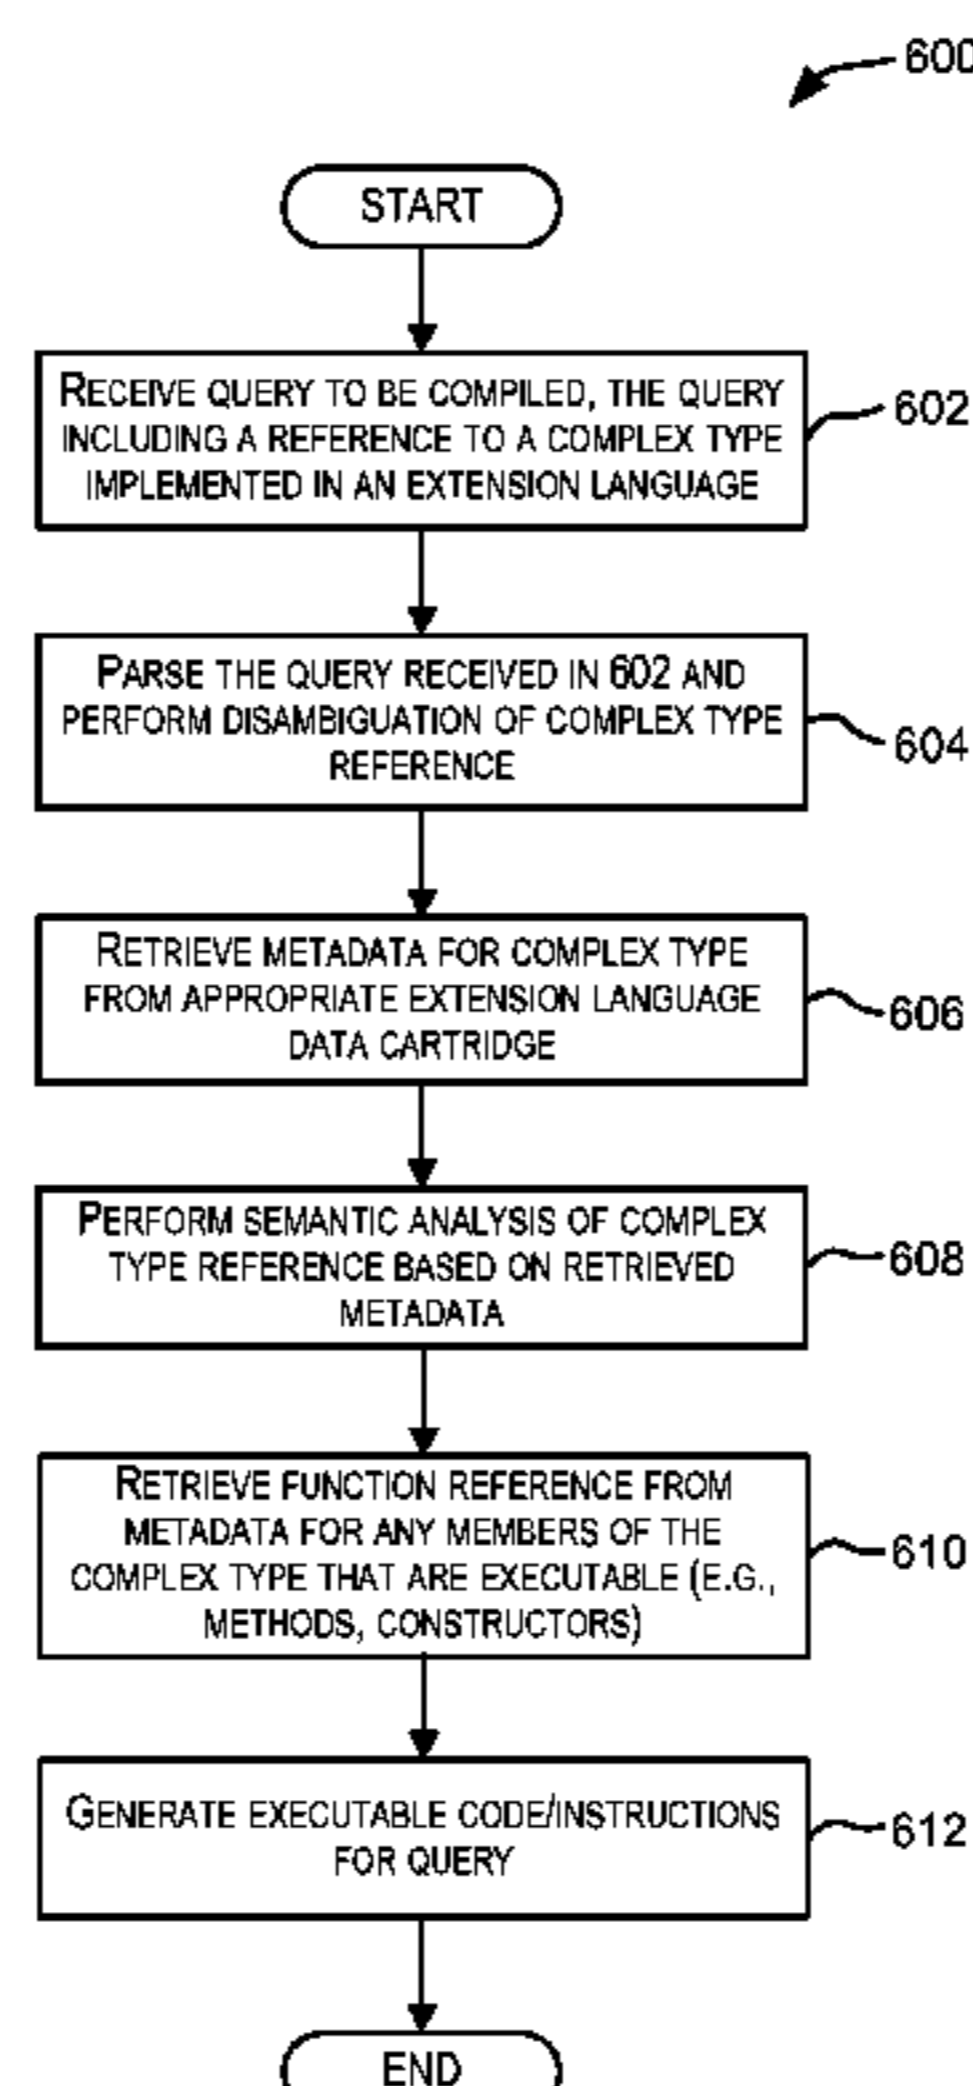 600
START
RECEIVE QUERY TO BE COMPILED, THE QUERY
INCLUDING A REFERENCE TO A COMPLEX TYPE
IMPLEMENTED IN AN EXTENSION LANGUAGE
602
PARSE THE QUERY RECEIVED IN 602 AND
PERFORM DISAMBIGUATION OF COMPLEX TYPE
REFERENCE
604
RETRIEVE METADATA FOR COMPLEX TYPE
FROM APPROPRIATE EXTENSION LANGUAGE
DATA CARTRIDGE
606
PERFORM SEMANTIC ANALYSIS OF COMPLEX
TYPE REFERENCE BASED ON RETRIEVED
METADATA
608
RETRIEVE FUNCTION REFERENCE FROM
METADATA FOR ANY MEMBERS OF THE
COMPLEX TYPE THAT ARE EXECUTABLE (E.G.,
METHODS, CONSTRUCTORS)
610
GENERATE EXECUTABLE CODE/INSTRUCTIONS
FOR QUERY
612
END